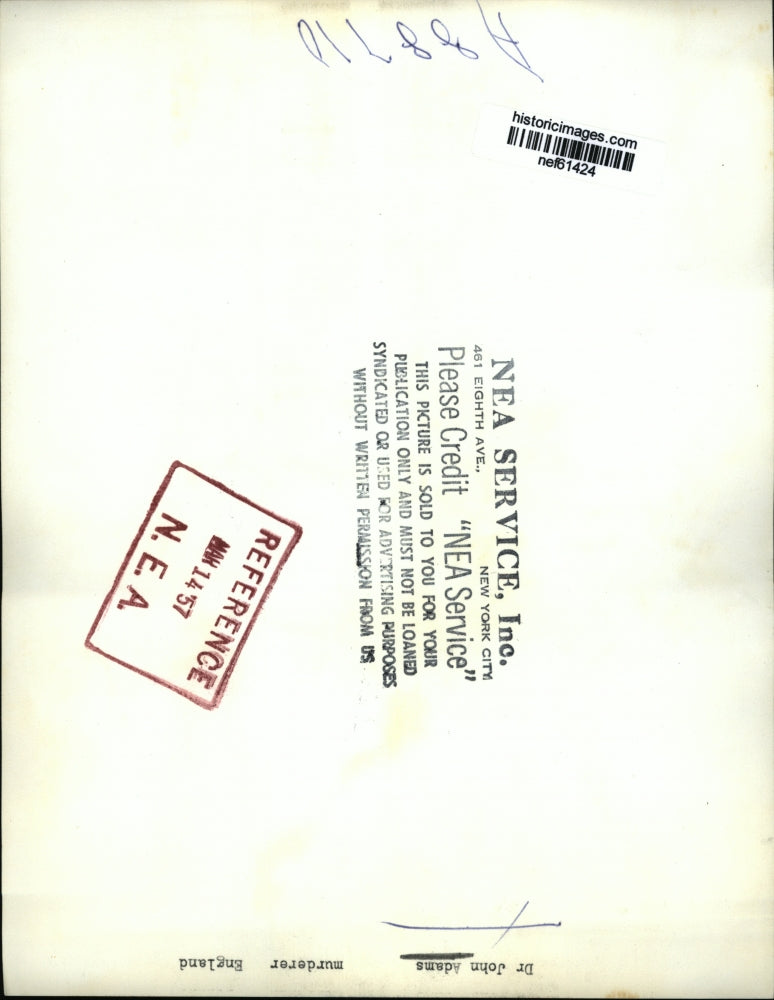 historicimages.com
nef61424
NEA SERVICE, Inc.
461 EIGHTH AVE., NEW YORK CITY
Please Credit "NEA Service"
THIS PICTURE IS SOLD TO YOU FOR YOUR
PUBLICATION ONLY AND MUST NOT BE LOANED
SYNDICATED OR USED FOR ADVERTISING PURPOSES
WITHOUT WRITTEN PERMISSION FROM US
REFERENCE
MAR 14 '57
N. E. A.
Dr John Adams murderer England